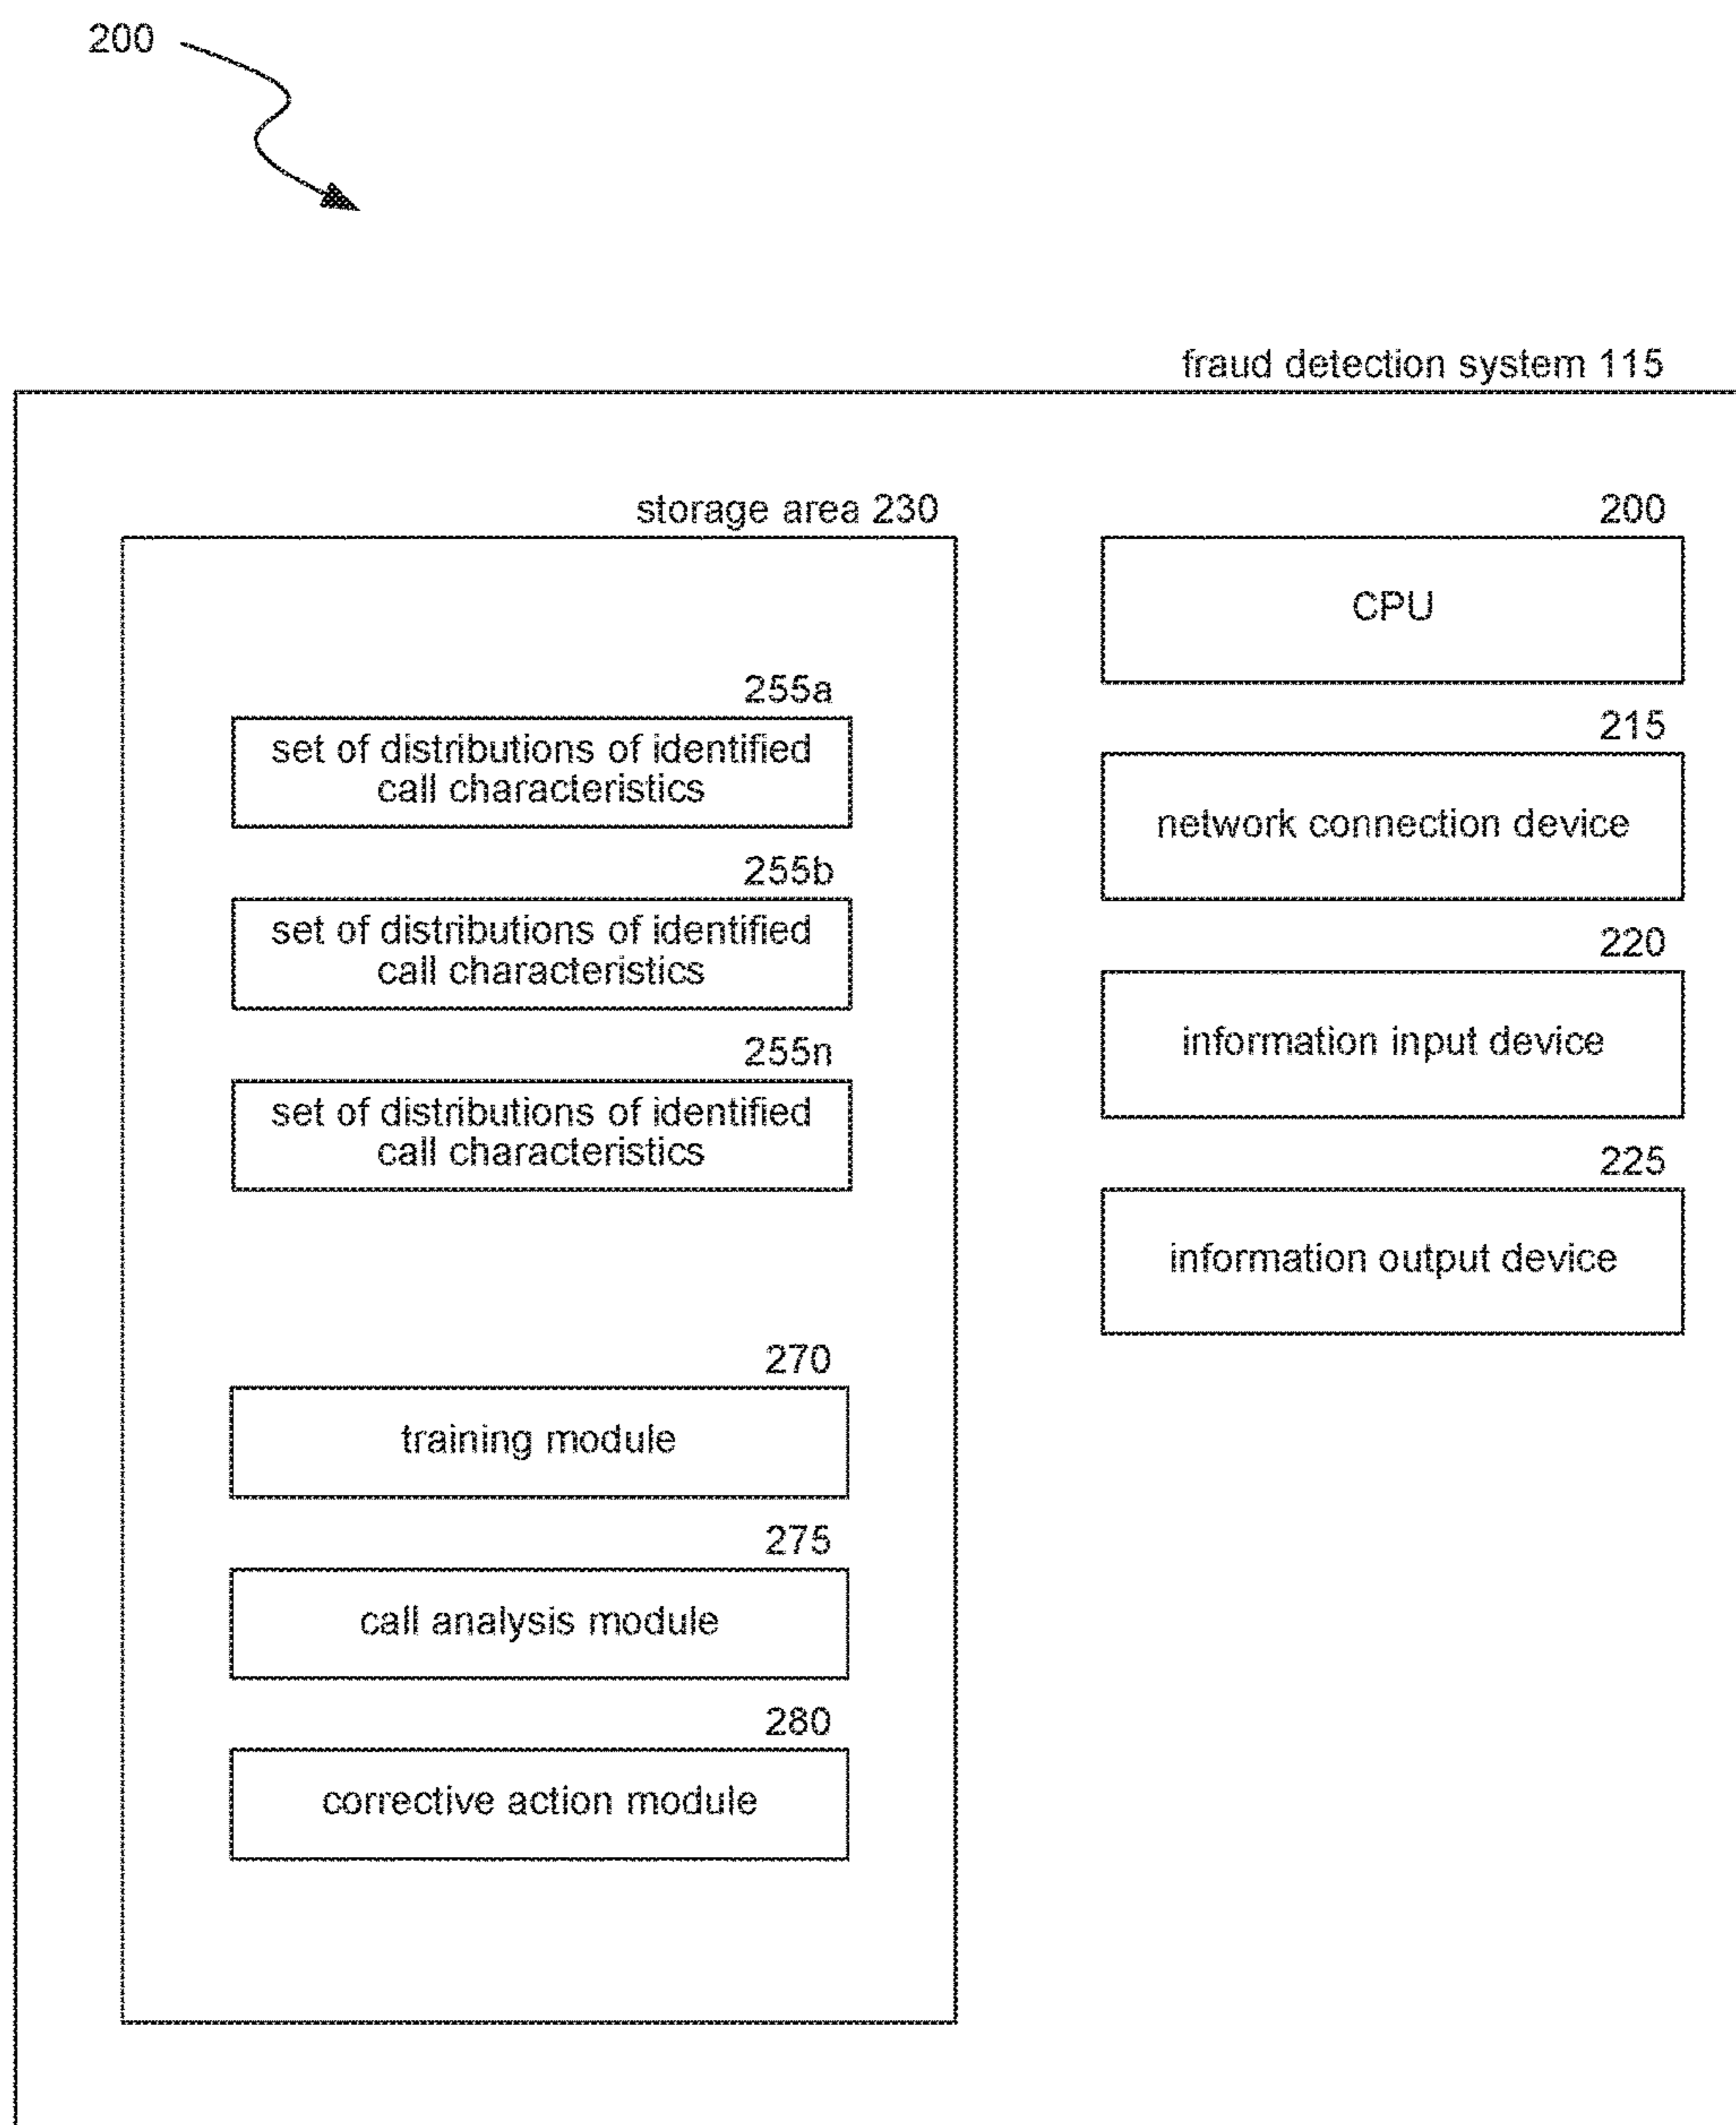 200
fraud detection system 115
storage area 230
255a
set of distributions of identified
call characteristics
255b
set of distributions of identified
call characteristics
255n
set of distributions of identified
call characteristics
270
training module
275
call analysis module
280
corrective action module
200
CPU
215
network connection device
220
information input device
225
information output device